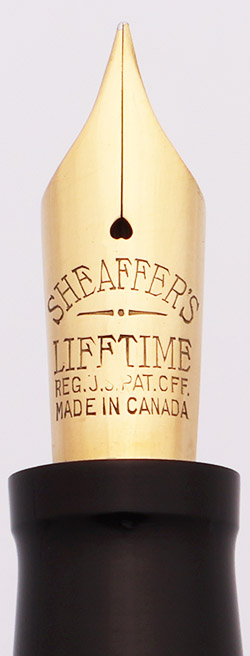 SHEAFFER'S
LIFETIME
REG.U.S.PAT.OFF.
MADE IN CANADA